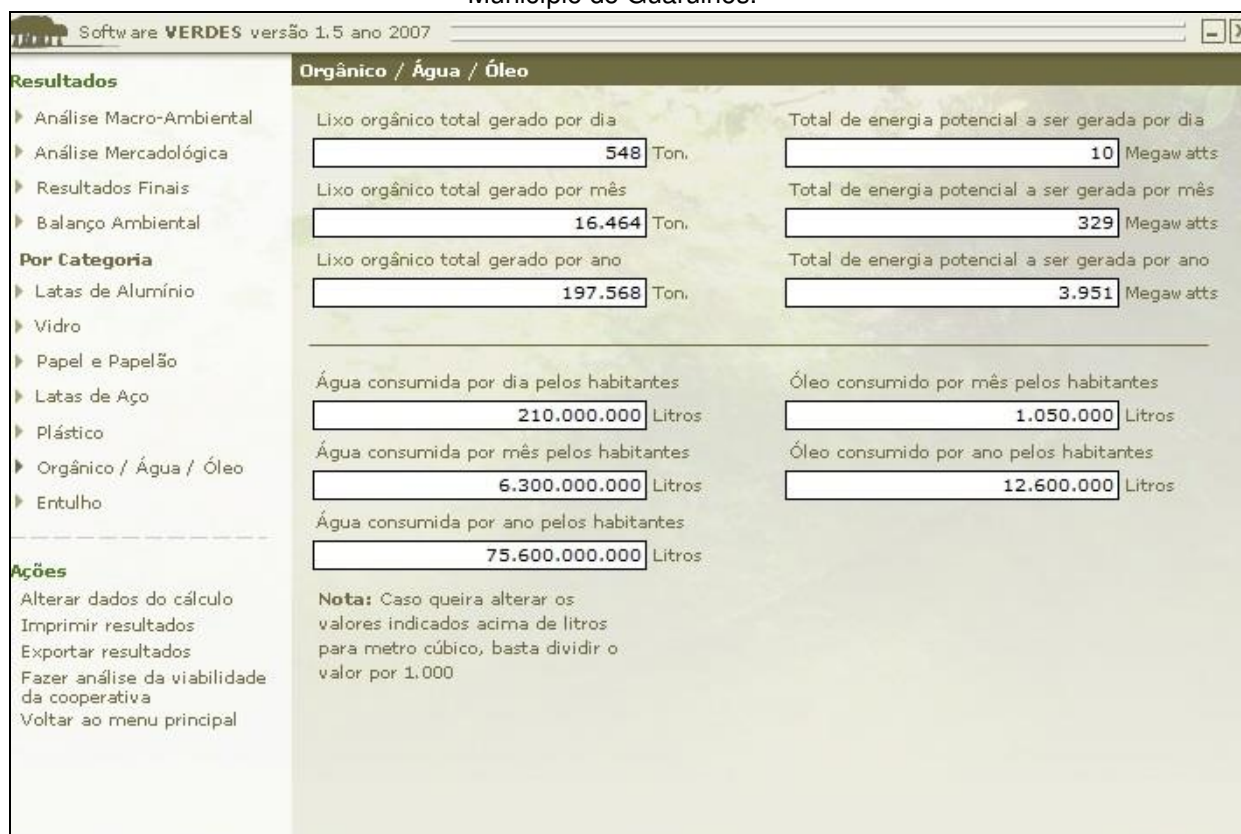 Município de Guarulhos.
Software VERDES versão 1.5 ano 2007
Resultados
Análise Macro-Ambiental
Análise Mercadológica
Resultados Finais
Balanço Ambiental
Por Categoria
Latas de Alumínio
Vidro
Papel e Papelão
Latas de Aço
Plástico
Orgânico / Água / Óleo
Entulho
Ações
Alterar dados do cálculo
Imprimir resultados
Exportar resultados
Fazer análise da viabilidade
da cooperativa
Voltar ao menu principal
Orgânico / Água / Óleo
Lixo orgânico total gerado por dia
548 Ton.
Lixo orgânico total gerado por mês
16.464 Ton.
Lixo orgânico total gerado por ano
197.568 Ton.
Total de energia potencial a ser gerada por dia
10 Megawatts
Total de energia potencial a ser gerada por mês
329 Megawatts
Total de energia potencial a ser gerada por ano
3.951 Megawatts
Água consumida por dia pelos habitantes
210.000.000 Litros
Água consumida por mês pelos habitantes
6.300.000.000 Litros
Água consumida por ano pelos habitantes
75.600.000.000 Litros
Óleo consumido por mês pelos habitantes
1.050.000 Litros
Óleo consumido por ano pelos habitantes
12.600.000 Litros
Nota: Caso queira alterar os
valores indicados acima de litros
para metro cúbico, basta dividir o
valor por 1.000